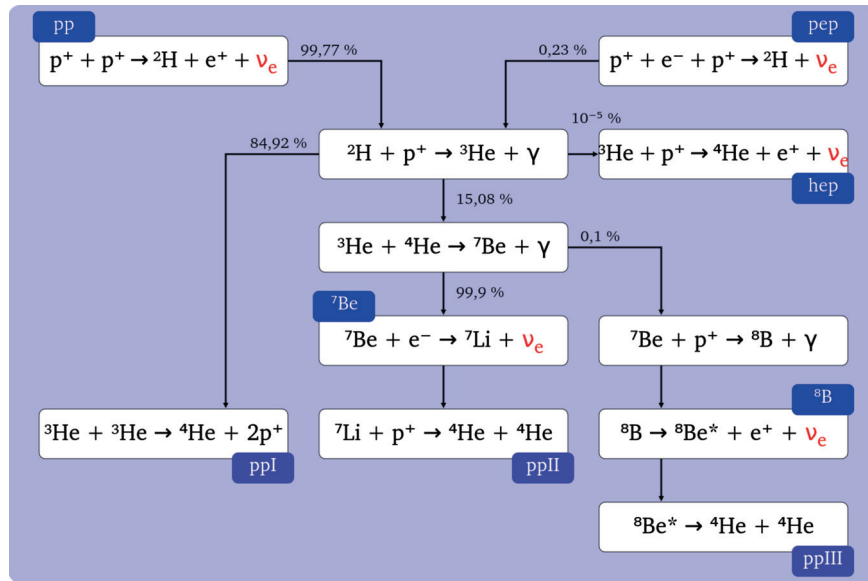 pp
p⁺ + p⁺ → ²H + e⁺ + νₑ
99,77 %
pep
0,23 %
p⁺ + e⁻ + p⁺ → ²H + νₑ
84,92 %
²H + p⁺ → ³He + γ
10⁻⁵ %
³He + p⁺ → ⁴He + e⁺ + νₑ
hep
15,08 %
³He + ⁴He → ⁷Be + γ
0,1 %
⁷Be
99,9 %
⁷Be + e⁻ → ⁷Li + νₑ
⁷Be + p⁺ → ⁸B + γ
³He + ³He → ⁴He + 2p⁺
ppI
⁷Li + p⁺ → ⁴He + ⁴He
ppII
⁸B
⁸B → ⁸Be* + e⁺ + νₑ
⁸Be* → ⁴He + ⁴He
ppIII